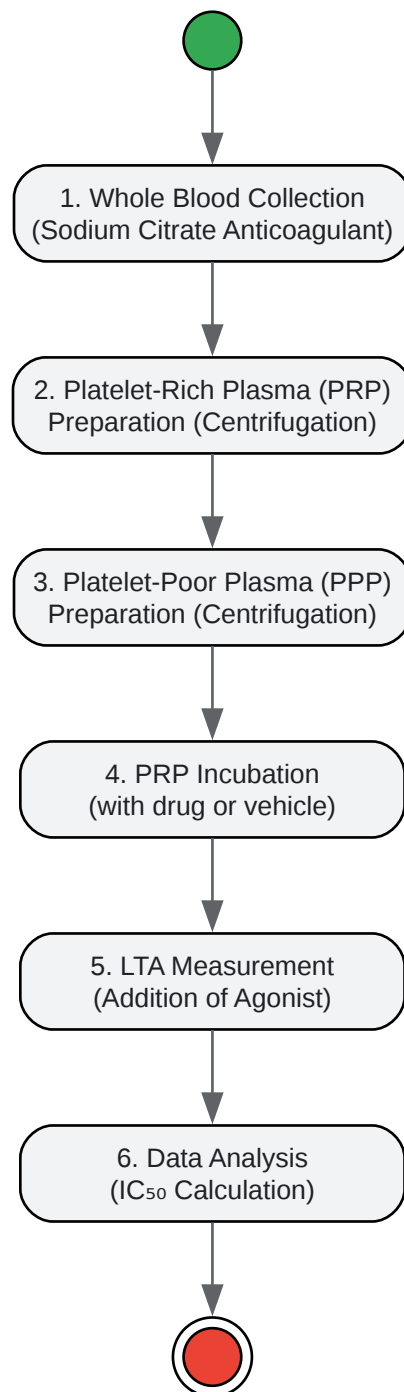 1. Whole Blood Collection
(Sodium Citrate Anticoagulant)
2. Platelet-Rich Plasma (PRP)
Preparation (Centrifugation)
3. Platelet-Poor Plasma (PPP)
Preparation (Centrifugation)
4. PRP Incubation
(with drug or vehicle)
5. LTA Measurement
(Addition of Agonist)
6. Data Analysis
(IC₅₀ Calculation)